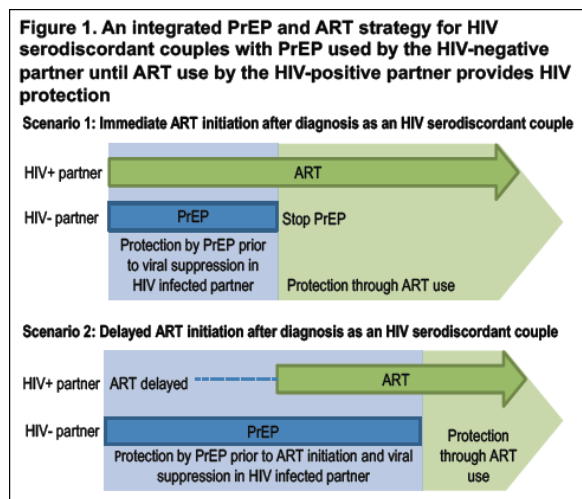 Figure 1. An integrated PrEP and ART strategy for HIV
serodiscordant couples with PrEP used by the HIV-negative
partner until ART use by the HIV-positive partner provides HIV
protection
Scenario 1: Immediate ART initiation after diagnosis as an HIV serodiscordant couple
HIV+ partner
ART
HIV- partner
PrEP
Stop PrEP
Protection by PrEP prior
to viral suppression in
HIV infected partner
Protection through ART use
Scenario 2: Delayed ART initiation after diagnosis as an HIV serodiscordant couple
HIV+ partner
ART delayed
ART
HIV- partner
PrEP
Protection by PrEP prior to ART initiation and viral
suppression in HIV infected partner
Protection
through ART
use